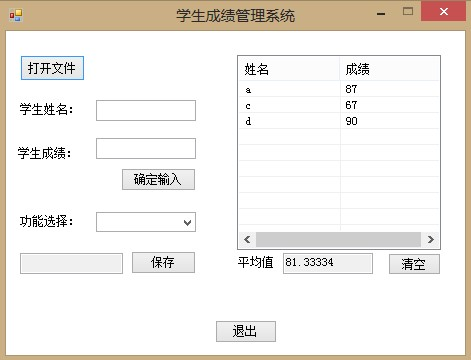 学生成绩管理系统
打开文件
学生姓名：
学生成绩：
确定输入
功能选择：
保存
姓名 成绩
a 87
c 67
d 90
平均值 81.33334 清空
退出